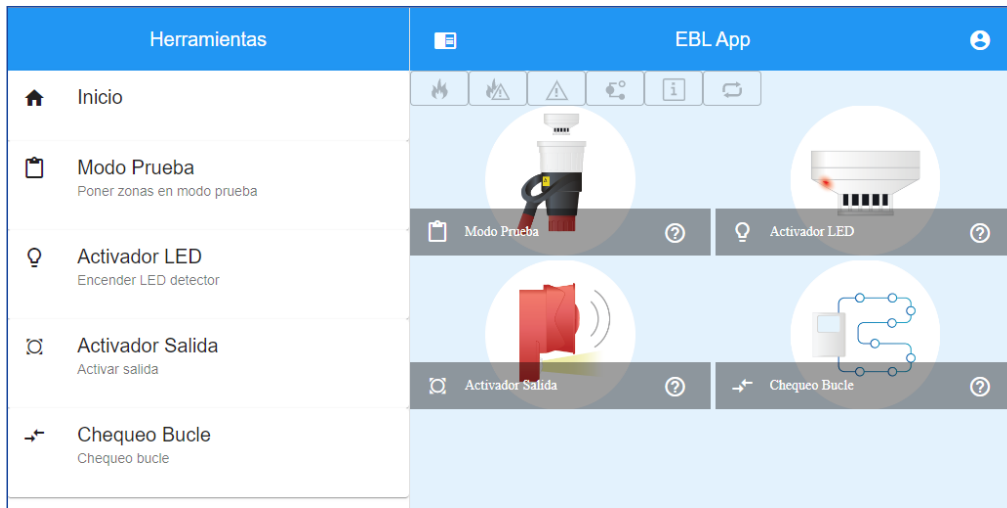 Herramientas
EBL App
Inicio
Modo Prueba
Poner zonas en modo prueba
Activador LED
Encender LED detector
Activador Salida
Activar salida
Chequeo Bucle
Chequeo bucle
Modo Prueba
Activador LED
Activador Salida
Chequeo Bucle